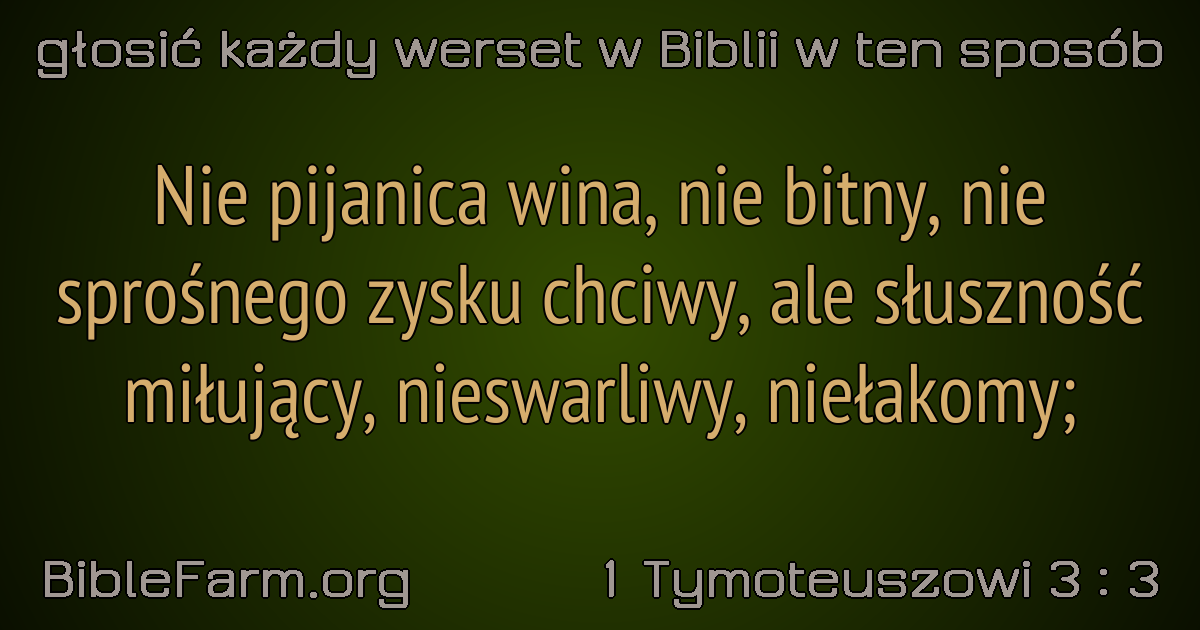 głosić każdy werset w Biblii w ten sposób
Nie pijanica wina, nie bitny, nie
sprośnego zysku chciwy, ale słuszność
miłujący, nieswarliwy, niełakomy;
BibleFarm.org
1 Tymoteuszowi 3 : 3